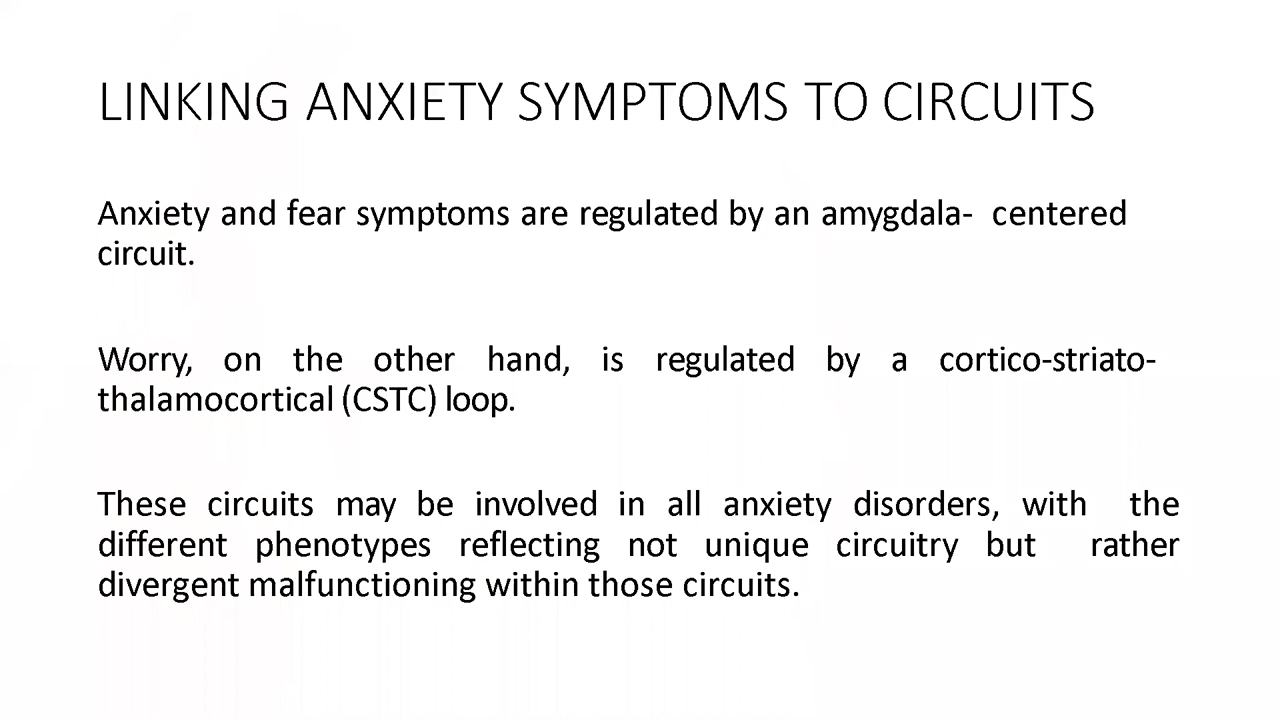 LINKING ANXIETY SYMPTOMS TO CIRCUITS
Anxiety and fear symptoms are regulated by an amygdala- centered
circuit.
Worry, on the other hand, is regulated by a cortico-striato-
thalamocortical (CSTC) loop.
These circuits may be involved in all anxiety disorders, with the
different phenotypes reflecting not unique circuitry but rather
divergent malfunctioning within those circuits.